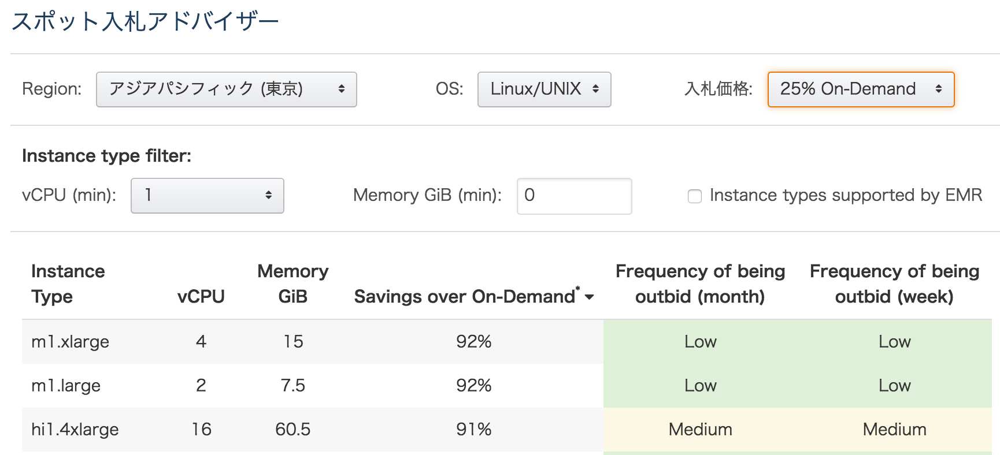 スポット入札アドバイザー
Region: アジアパシフィック (東京) OS: Linux/UNIX 入札価格: 25% On-Demand
Instance type filter:
vCPU (min): 1 Memory GiB (min): 0 Instance types supported by EMR
Instance Type vCPU Memory GiB Savings over On-Demand* Frequency of being outbid (month) Frequency of being outbid (week)
m1.xlarge 4 15 92% Low Low
m1.large 2 7.5 92% Low Low
hi1.4xlarge 16 60.5 91% Medium Medium